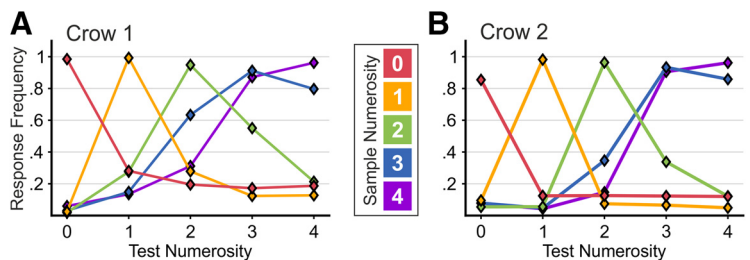 A
Crow 1
Response Frequency
1
.8
.6
.4
.2
0 1 2 3 4
Test Numerosity
Sample Numerosity
0
1
2
3
4
B
Crow 2
1
.8
.6
.4
.2
0 1 2 3 4
Test Numerosity